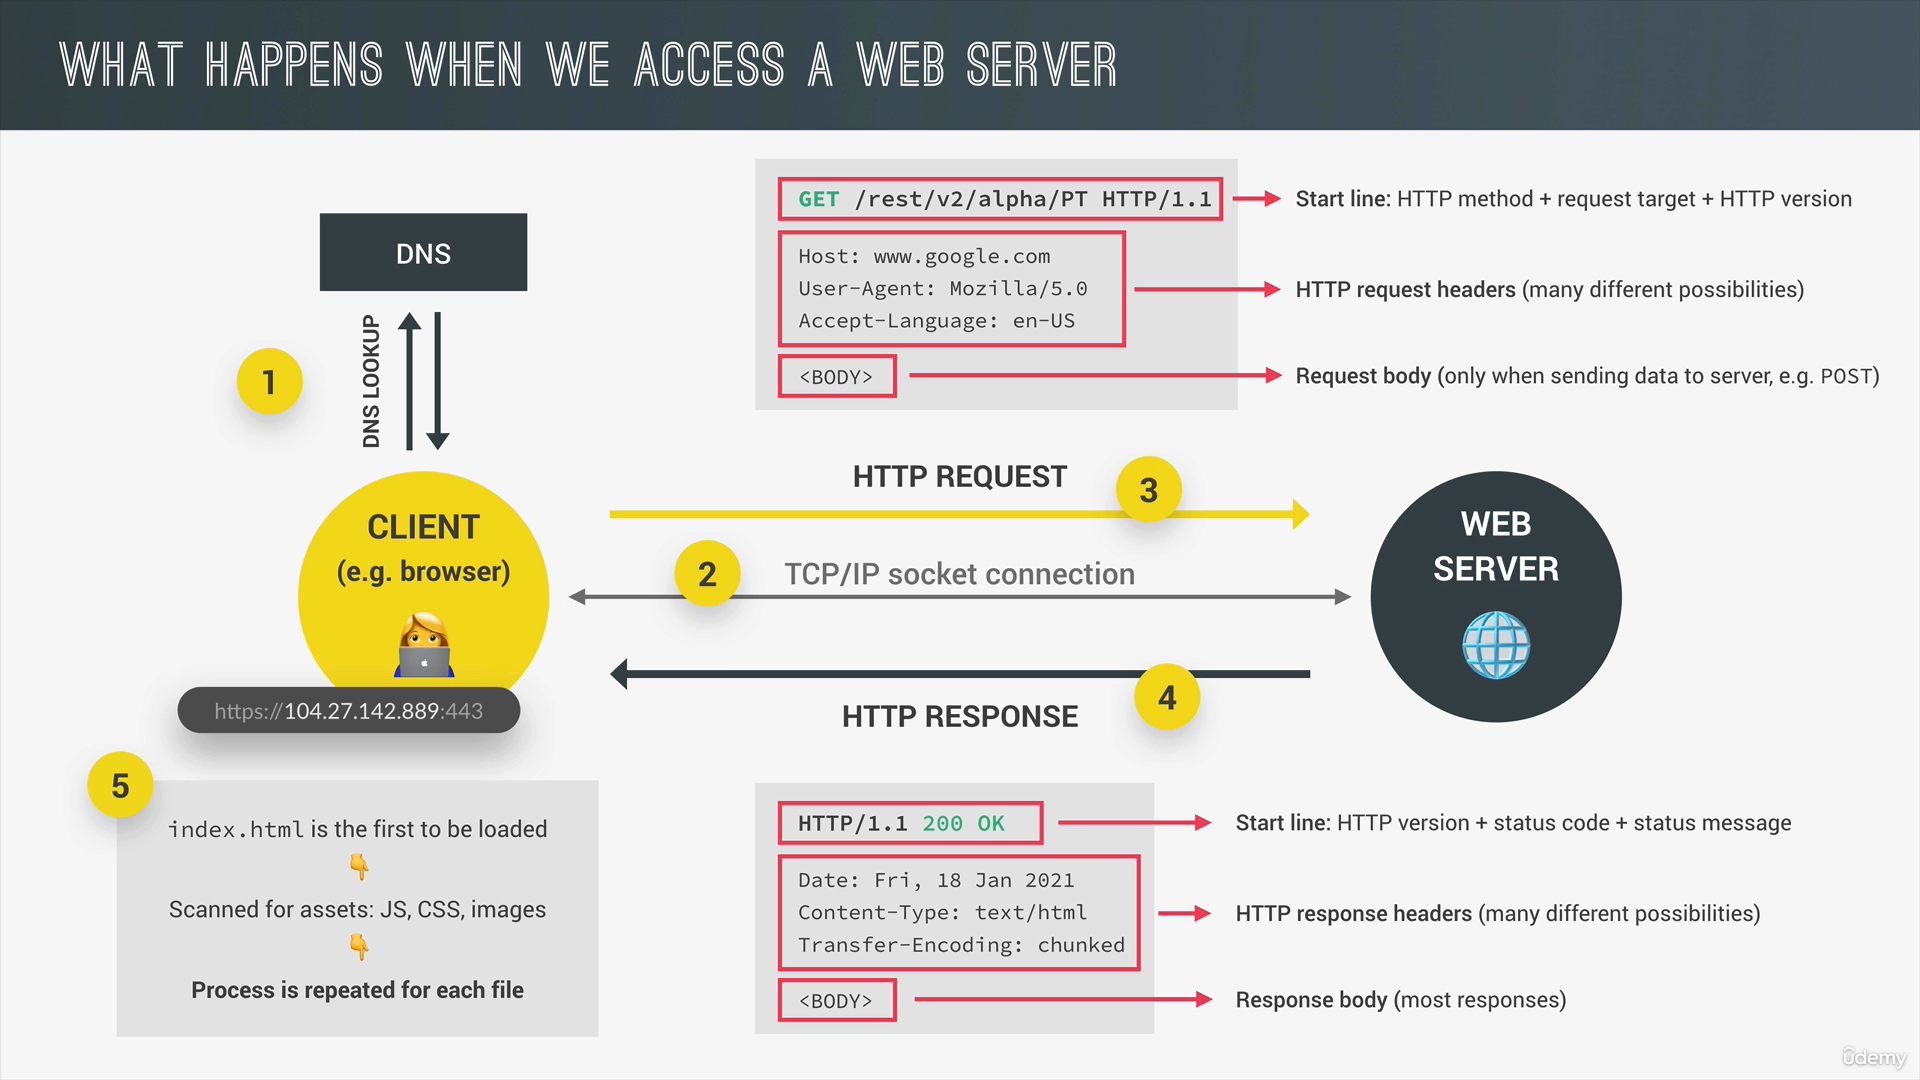 WHAT HAPPENS WHEN WE ACCESS A WEB SERVER
GET /rest/v2/alpha/PT HTTP/1.1
Start line: HTTP method + request target + HTTP version
Host: www.google.com
User-Agent: Mozilla/5.0
Accept-Language: en-US
HTTP request headers (many different possibilities)
<BODY>
Request body (only when sending data to server, e.g. POST)
DNS
1
DNS LOOKUP
HTTP REQUEST
3
CLIENT
(e.g. browser)
2
TCP/IP socket connection
WEB
SERVER
https://104.27.142.889:443
4
HTTP RESPONSE
5
index.html is the first to be loaded
Scanned for assets: JS, CSS, images
Process is repeated for each file
HTTP/1.1 200 OK
Start line: HTTP version + status code + status message
Date: Fri, 18 Jan 2021
Content-Type: text/html
Transfer-Encoding: chunked
HTTP response headers (many different possibilities)
<BODY>
Response body (most responses)
ûdemy